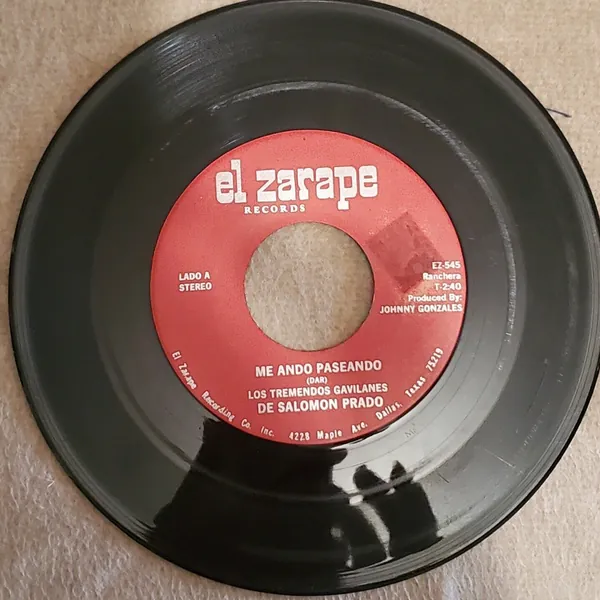 el zarape
RECORDS
LADO A
STEREO
EZ-545
Ranchera
T-2:40
Produced By:
JOHNNY GONZALES
ME ANDO PASEANDO
(DAR)
LOS TREMENDOS GAVILANES
DE SALOMON PRADO
El Zarape Recording Co. Inc. 4228 Maple Ave. Dallas, Texas 75219